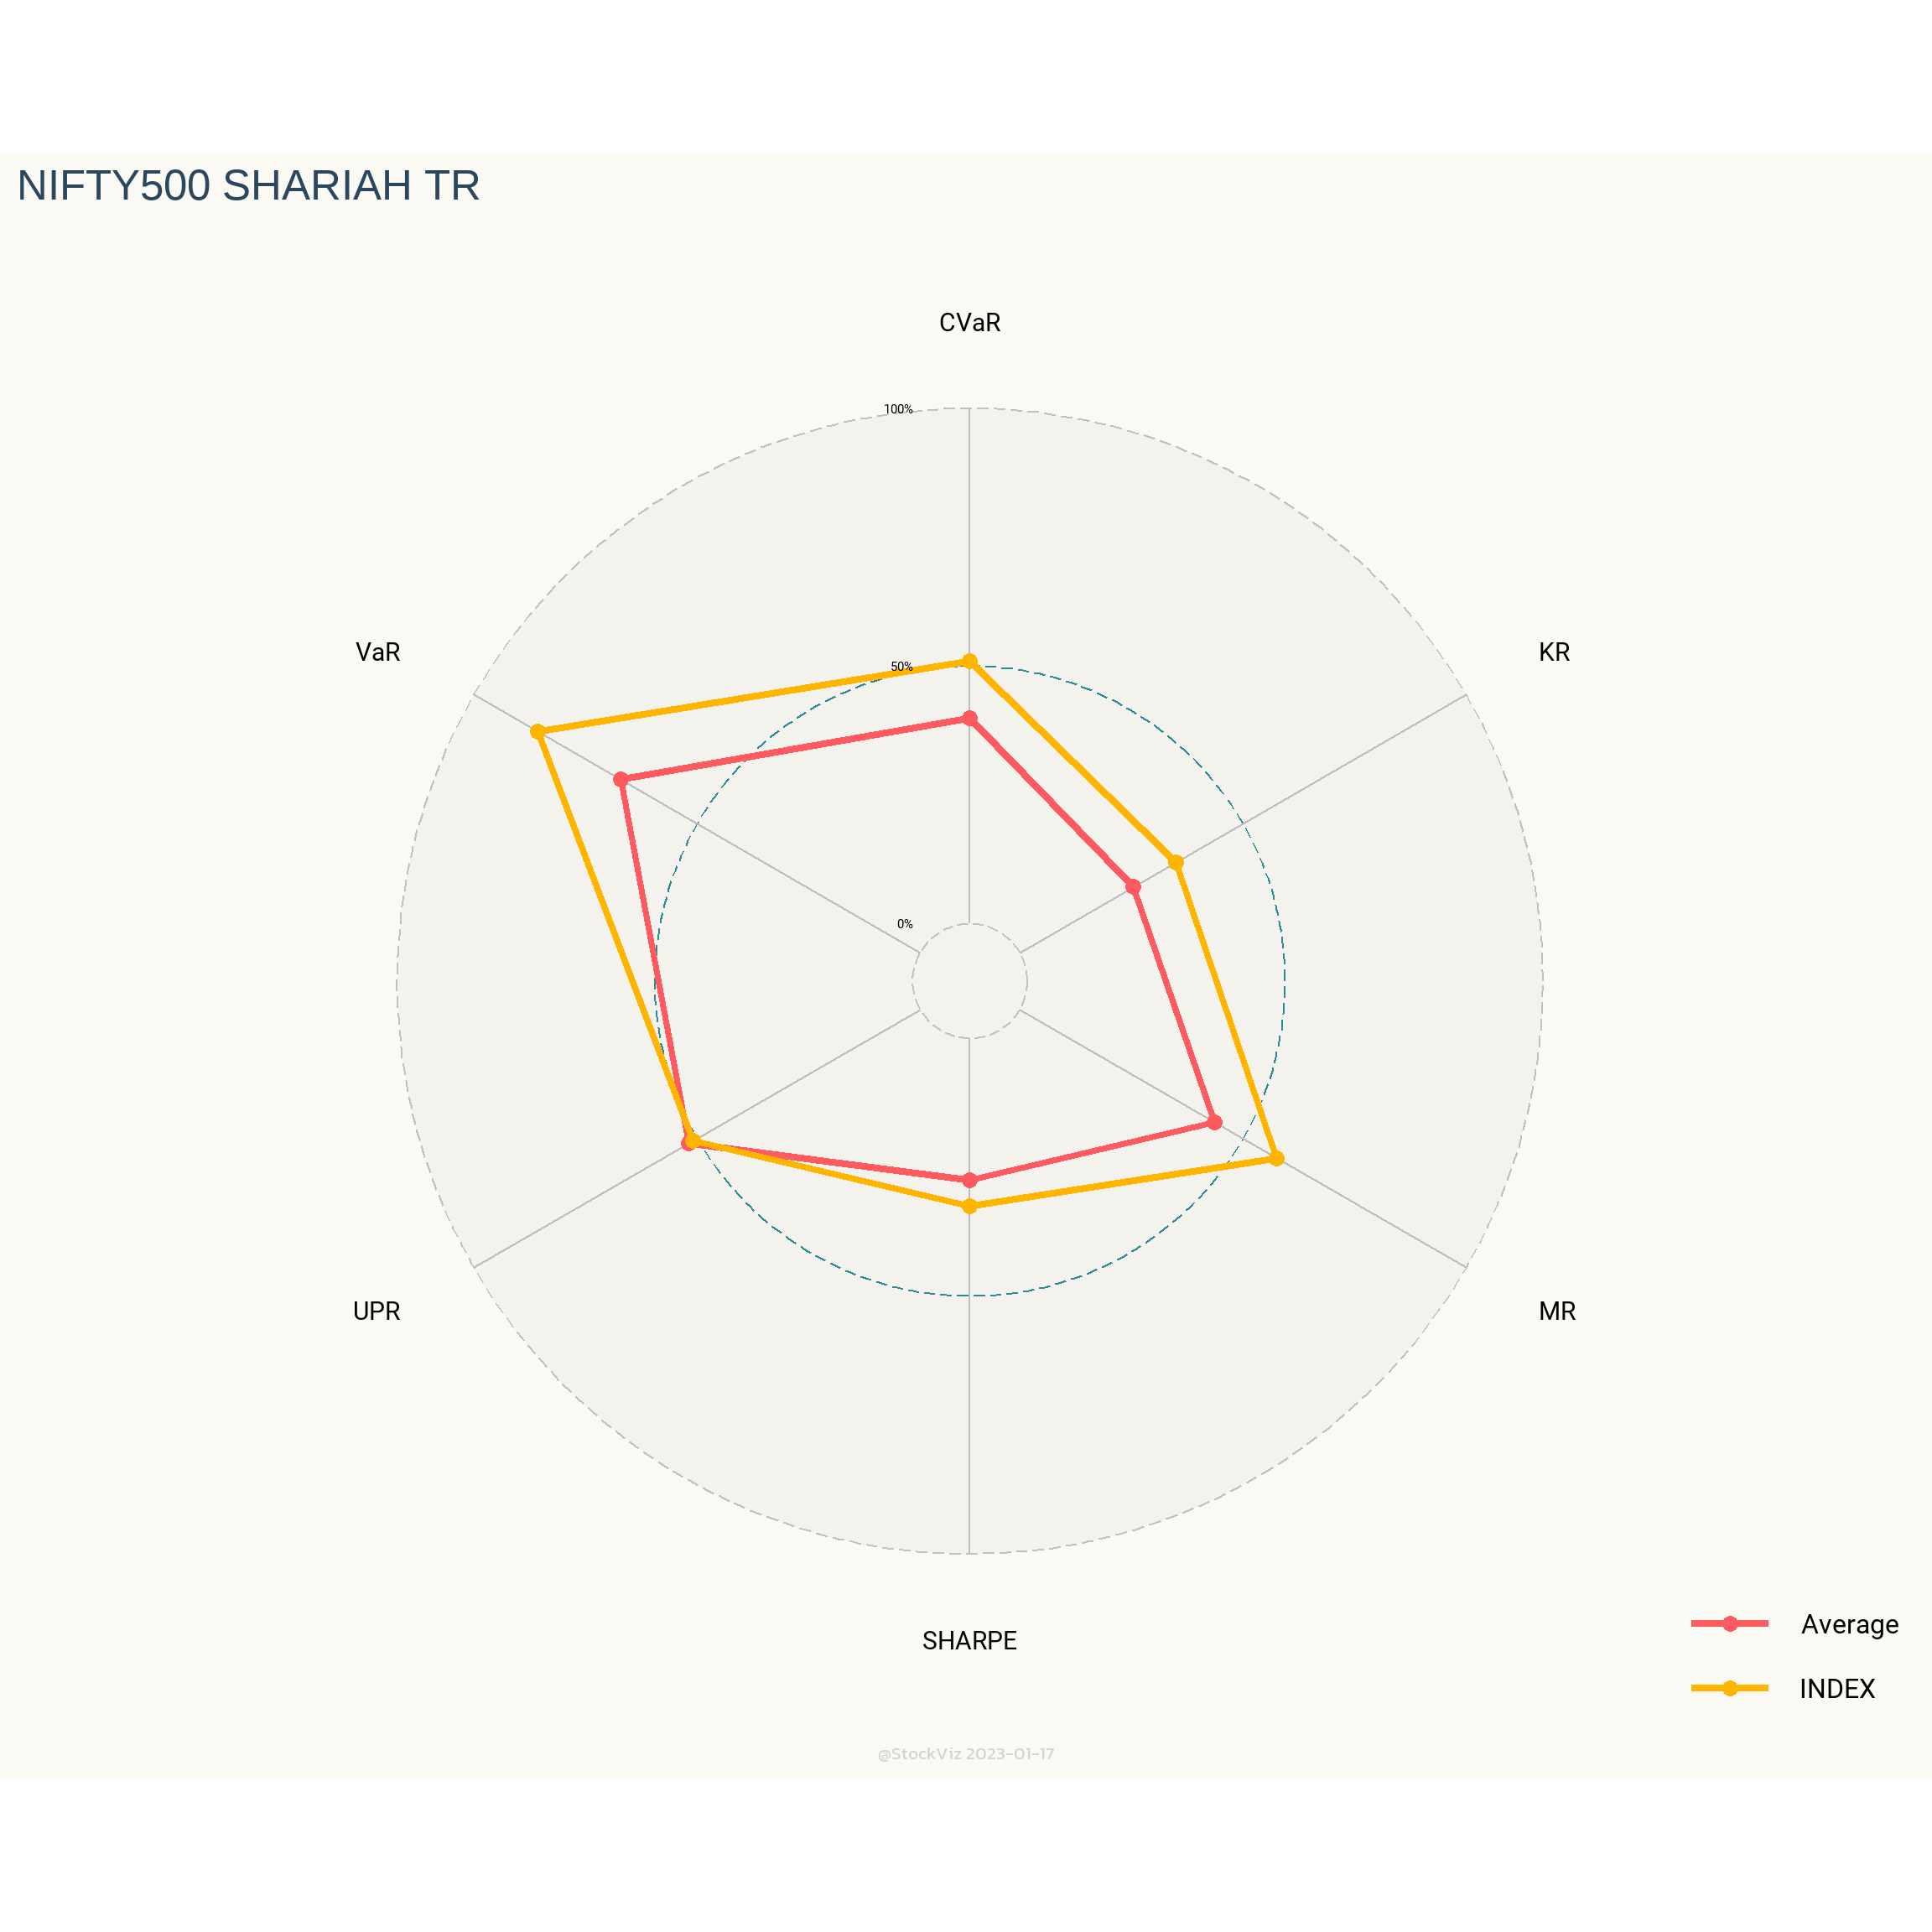 NIFTY500 SHARIAH TR
CVaR
100%
VaR
KR
50%
0%
UPR
MR
SHARPE
Average
INDEX
@StockViz 2023-01-17